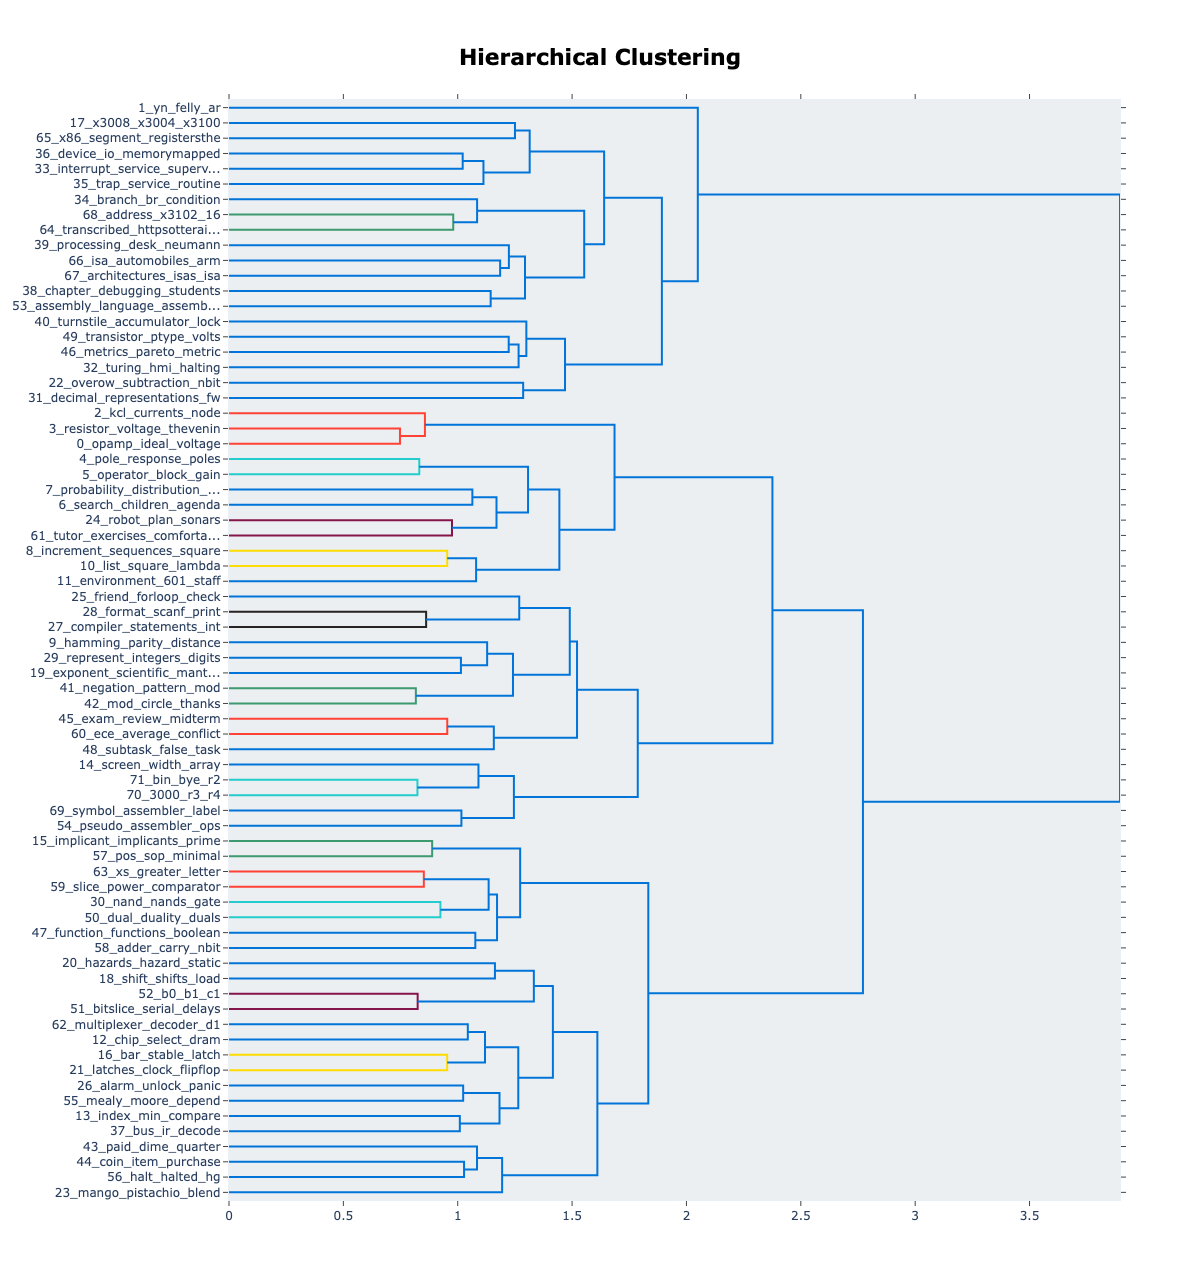 Hierarchical Clustering
1_yn_felly_ar
17_x3008_x3004_x3100
65_x86_segment_registersthe
36_device_io_memorymapped
33_interrupt_service_superv...
35_trap_service_routine
34_branch_br_condition
68_address_x3102_16
64_transcribed_httpsotterai...
39_processing_desk_neumann
66_isa_automobiles_arm
67_architectures_isas_isa
38_chapter_debugging_students
53_assembly_language_assemb...
40_turnstile_accumulator_lock
49_transistor_ptype_volts
46_metrics_pareto_metric
32_turing_hmi_halting
22_overow_subtraction_nbit
31_decimal_representations_fw
2_kcl_currents_node
3_resistor_voltage_thevenin
0_opamp_ideal_voltage
4_pole_response_poles
5_operator_block_gain
7_probability_distribution_...
6_search_children_agenda
24_robot_plan_sonars
61_tutor_exercises_comforta...
8_increment_sequences_square
10_list_square_lambda
11_environment_601_staff
25_friend_forloop_check
28_format_scanf_print
27_compiler_statements_int
9_hamming_parity_distance
29_represent_integers_digits
19_exponent_scientific_mant...
41_negation_pattern_mod
42_mod_circle_thanks
45_exam_review_midterm
60_ece_average_conflict
48_subtask_false_task
14_screen_width_array
71_bin_bye_r2
70_3000_r3_r4
69_symbol_assembler_label
54_pseudo_assembler_ops
15_implicant_implicants_prime
57_pos_sop_minimal
63_xs_greater_letter
59_slice_power_comparator
30_nand_nands_gate
50_dual_duality_duals
47_function_functions_boolean
58_adder_carry_nbit
20_hazards_hazard_static
18_shift_shifts_load
52_b0_b1_c1
51_bitslice_serial_delays
62_multiplexer_decoder_d1
12_chip_select_dram
16_bar_stable_latch
21_latches_clock_flipflop
26_alarm_unlock_panic
55_mealy_moore_depend
13_index_min_compare
37_bus_ir_decode
43_paid_dime_quarter
44_coin_item_purchase
56_halt_halted_hg
23_mango_pistachio_blend
0 0.5 1 1.5 2 2.5 3 3.5